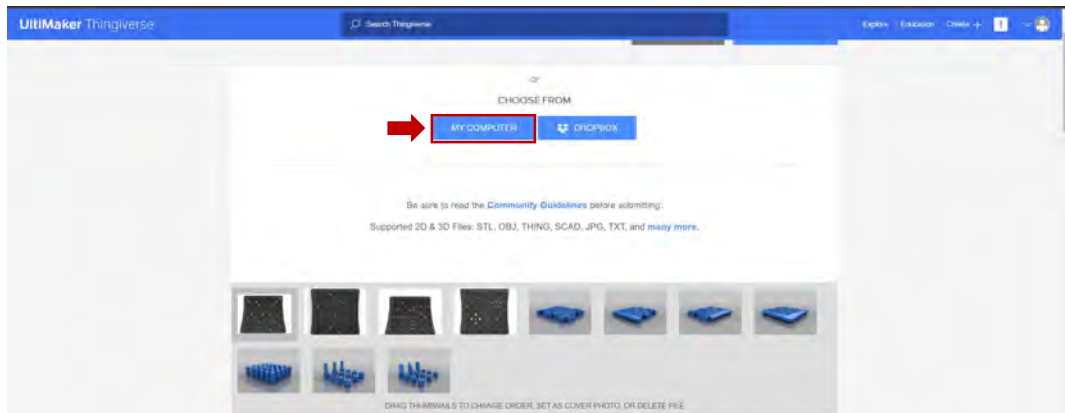 UltiMaker Thingiverse
Search Thingiverse
Explore Education Create +
1
or
CHOOSE FROM
MY COMPUTER
DROPBOX
Be sure to read the Community Guidelines before submitting.
Supported 2D & 3D Files: STL, OBJ, THING, SCAD, JPG, TXT, and many more.
DRAG THUMBNAILS TO CHANGE ORDER, SET AS COVER PHOTO, OR DELETE FILE